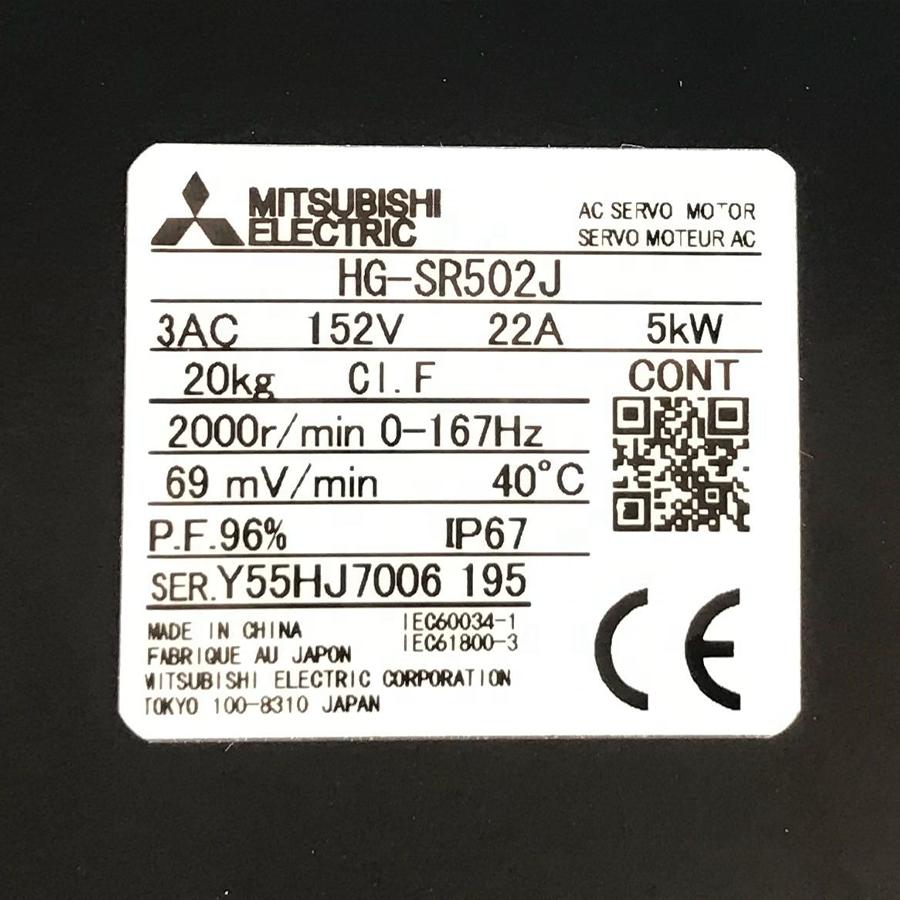 MITSUBISHI
ELECTRIC
AC SERVO MOTOR
SERVO MOTEUR AC
HG-SR502J
3AC 152V 22A 5kW
20kg Cl.F CONT
2000r/min 0-167Hz
69 mV/min 40°C
P.F.96% IP67
SER.Y55HJ7006 195
IEC60034-1
IEC61800-3
MADE IN CHINA
FABRIQUE AU JAPON
MITSUBISHI ELECTRIC CORPORATION
TOKYO 100-8310 JAPAN
CE